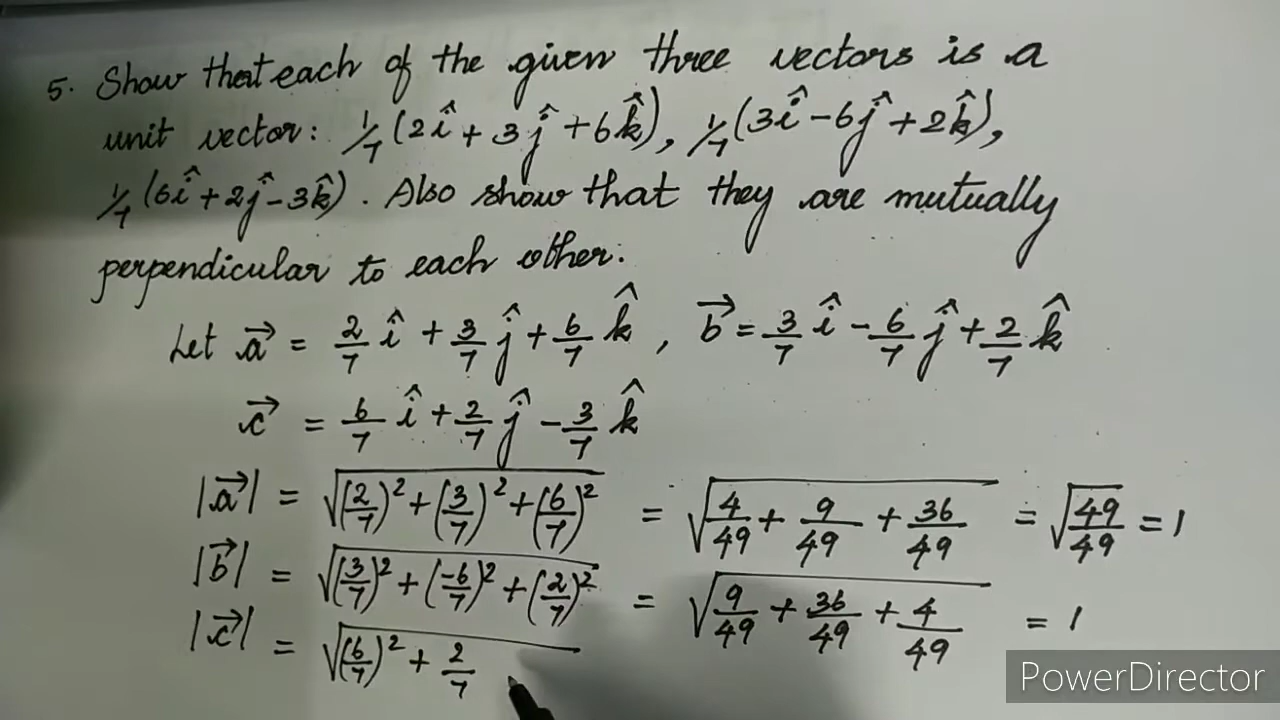 5. Show that each of the given three vectors is a
unit vector: 1/7 (2î + 3ĵ + 6k̂), 1/7 (3î - 6ĵ + 2k̂),
1/7 (6î + 2ĵ - 3k̂). Also show that they are mutually
perpendicular to each other.
Let a⃗ = 2/7 î + 3/7 ĵ + 6/7 k̂, b⃗ = 3/7 î - 6/7 ĵ + 2/7 k̂
c⃗ = 6/7 î + 2/7 ĵ - 3/7 k̂
|a⃗| = √((2/7)² + (3/7)² + (6/7)²) = √(4/49 + 9/49 + 36/49) = √(49/49) = 1
|b⃗| = √((3/7)² + (-6/7)² + (2/7)²) = √(9/49 + 36/49 + 4/49) = 1
|c⃗| = √((6/7)² + 2/7
PowerDirector